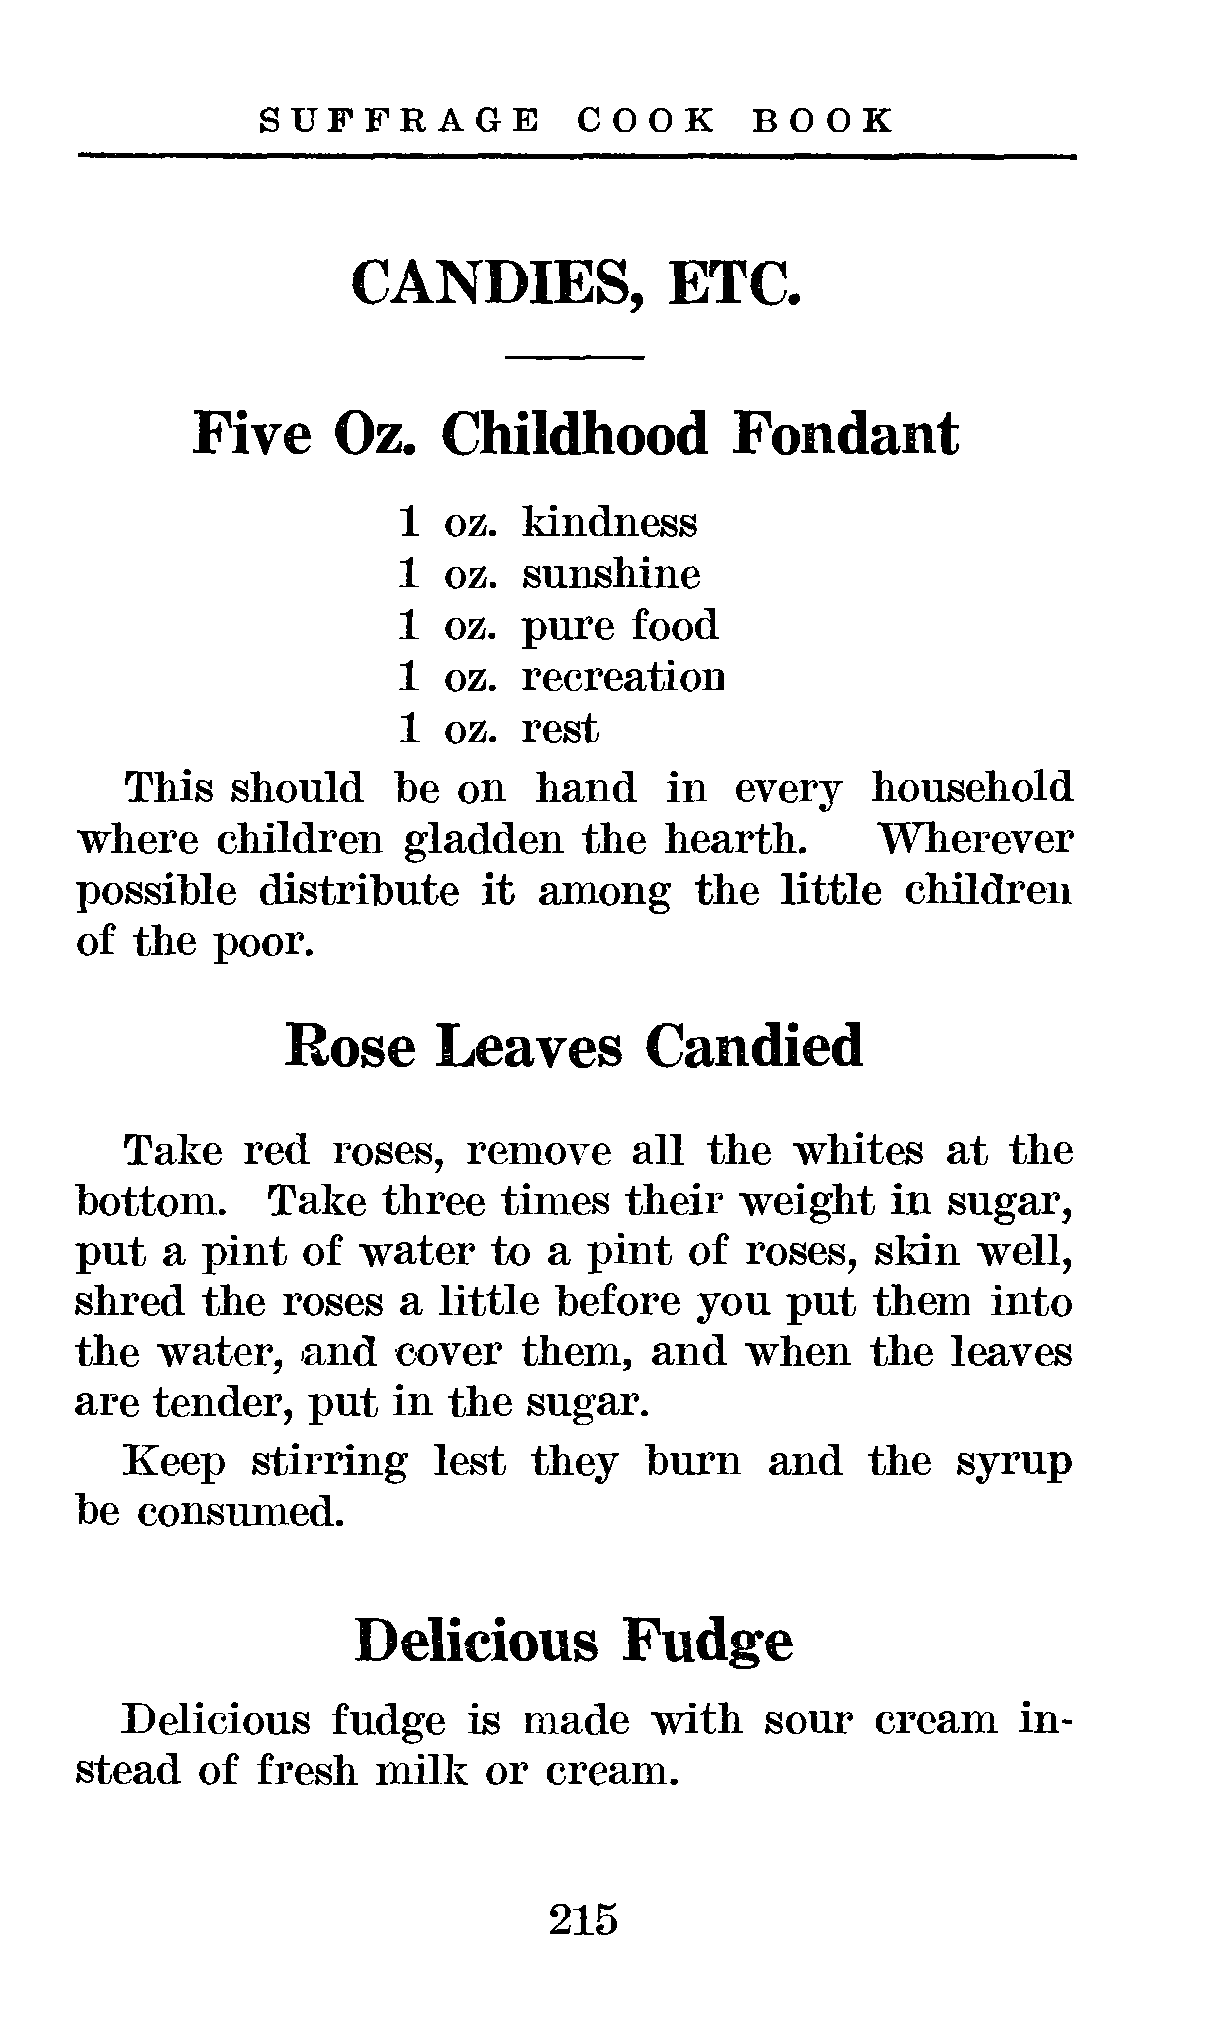 SUFFRAGE COOK BOOK
CANDIES, ETC.
Five Oz. Childhood Fondant
1 oz. kindness
1 oz. sunshine
1 oz. pure food
1 oz. recreation
1 oz. rest
This should be on hand in every household
where children gladden the hearth. Wherever
possible distribute it among the little children
of the poor.
Rose Leaves Candied
Take red roses, remove all the whites at the
bottom. Take three times their weight in sugar,
put a pint of water to a pint of roses, skin well,
shred the roses a little before you put them into
the water, and cover them, and when the leaves
are tender, put in the sugar.
Keep stirring lest they burn and the syrup
be consumed.
Delicious Fudge
Delicious fudge is made with sour cream in-
stead of fresh milk or cream.
215